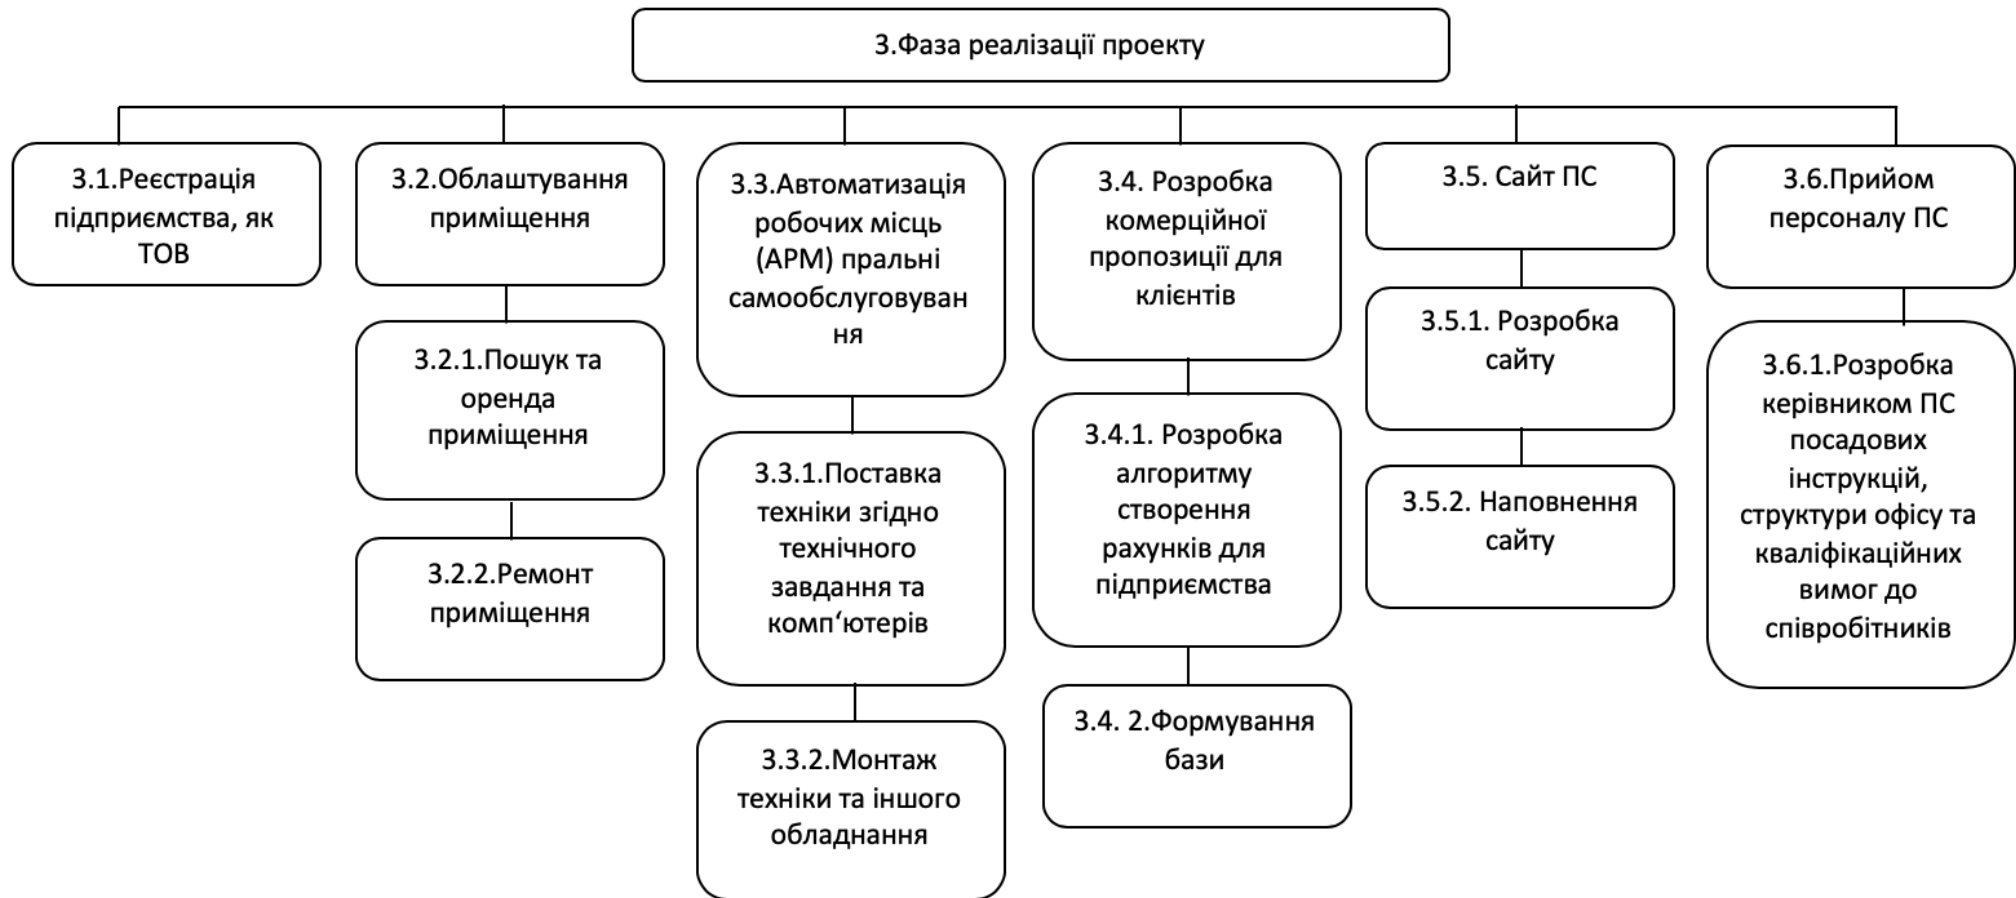 3.Фаза реалізації проекту
3.1.Реєстрація
підприємства, як
ТОВ
3.2.Облаштування
приміщення
3.3.Автоматизація
робочих місць
(АРМ) пральні
самообслуговуван
ня
3.4. Розробка
комерційної
пропозиції для
клієнтів
3.5. Сайт ПС
3.6.Прийом
персоналу ПС
3.2.1.Пошук та
оренда
приміщення
3.2.2.Ремонт
приміщення
3.3.1.Поставка
техніки згідно
технічного
завдання та
комп‘ютерів
3.3.2.Монтаж
техніки та іншого
обладнання
3.4.1. Розробка
алгоритму
створення
рахунків для
підприємства
3.4. 2.Формування
бази
3.5.1. Розробка
сайту
3.5.2. Наповнення
сайту
3.6.1.Розробка
керівником ПС
посадових
інструкцій,
структури офісу та
кваліфікаційних
вимог до
співробітників